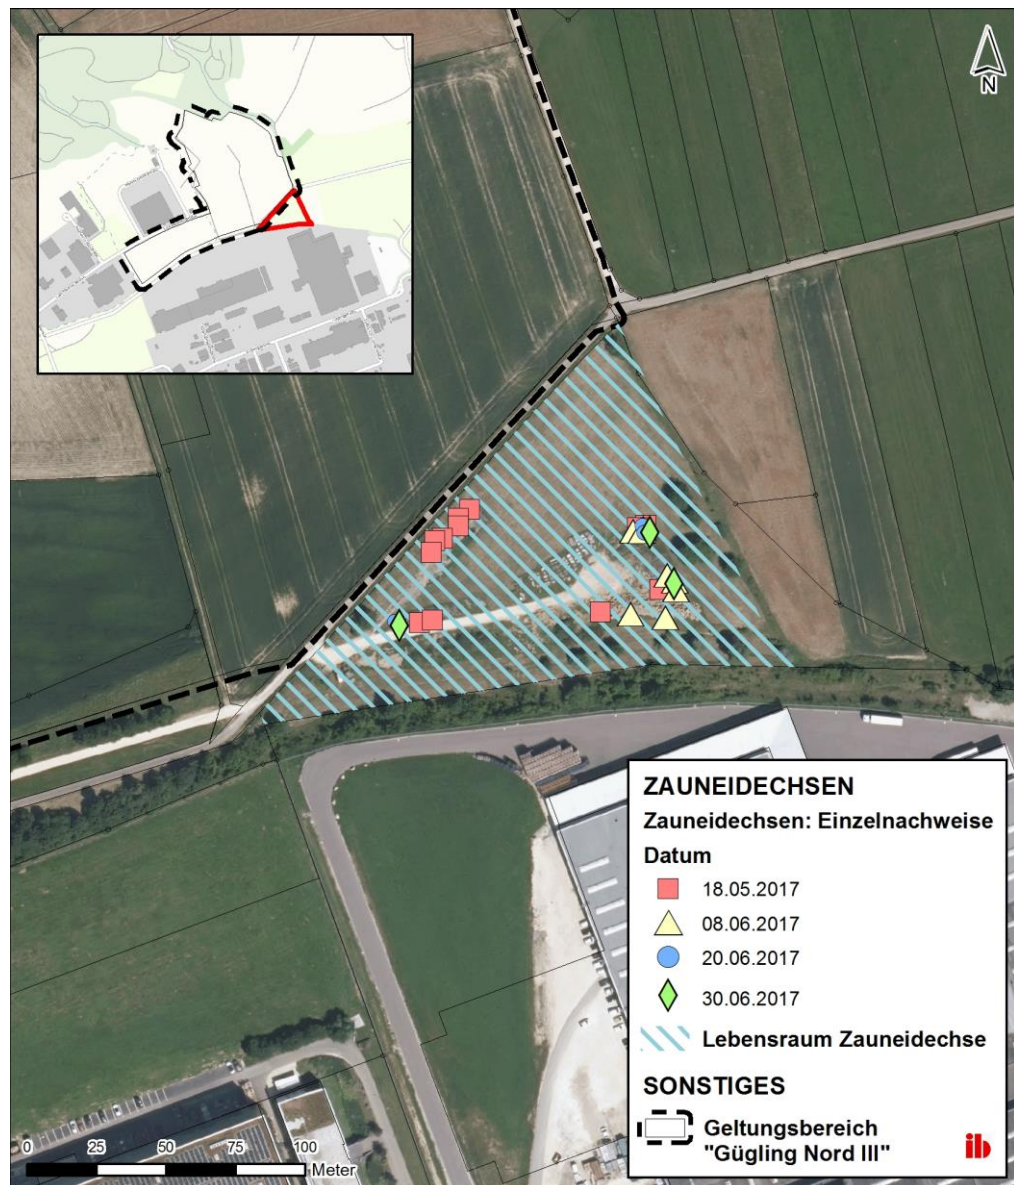 N
ZAUNEIDECHSEN
Zauneidechsen: Einzelnachweise
Datum
18.05.2017
08.06.2017
20.06.2017
30.06.2017
Lebensraum Zauneidechse
SONSTIGES
Geltungsbereich
"Gügling Nord III"
ib
0 25 50 75 100
Meter